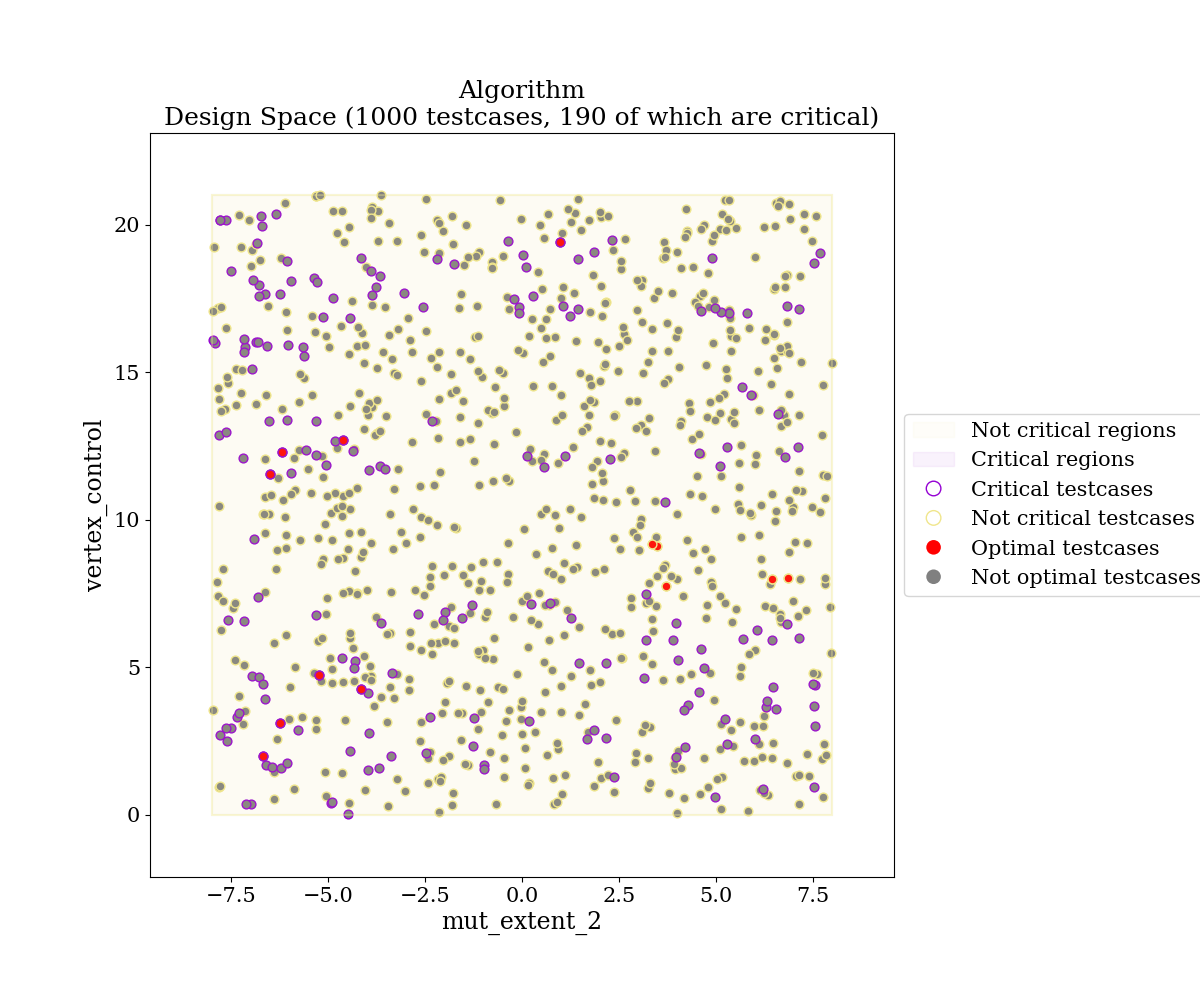 Algorithm
Design Space (1000 testcases, 190 of which are critical)
20
15
10
5
0
vertex_control
−7.5
−5.0
−2.5
0.0
2.5
5.0
7.5
mut_extent_2
Not critical regions
Critical regions
Critical testcases
Not critical testcases
Optimal testcases
Not optimal testcases